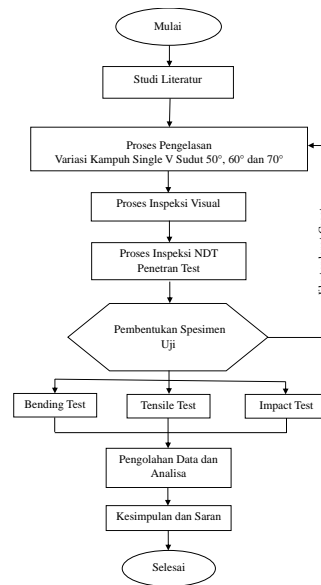 Mulai
Studi Literatur
Proses Pengelasan
Variasi Kampuh Single V Sudut 50°, 60° dan 70°
Proses Inspeksi Visual
Proses Inspeksi NDT
Penetran Test
Pembentukan Spesimen
Uji
Bending Test
Tensile Test
Impact Test
Pengolahan Data dan
Analisa
Kesimpulan dan Saran
Selesai